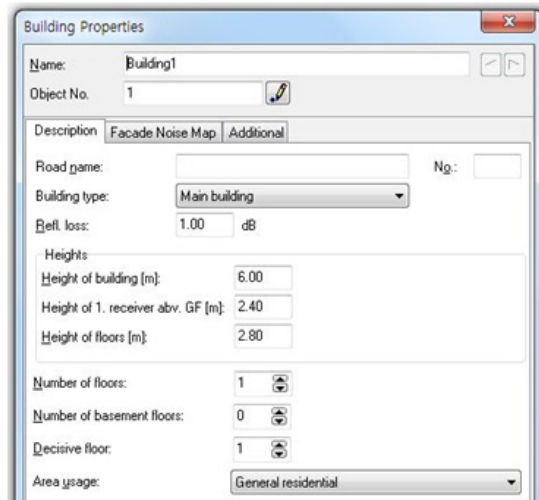 Building Properties
Name: Building1
Object No. 1
Description Facade Noise Map Additional
Road name: No.:
Building type: Main building
Refl. loss: 1.00 dB
Heights
Height of building [m]: 6.00
Height of 1. receiver abv. GF [m]: 2.40
Height of floors [m]: 2.80
Number of floors: 1
Number of basement floors: 0
Decisive floor: 1
Area usage: General residential